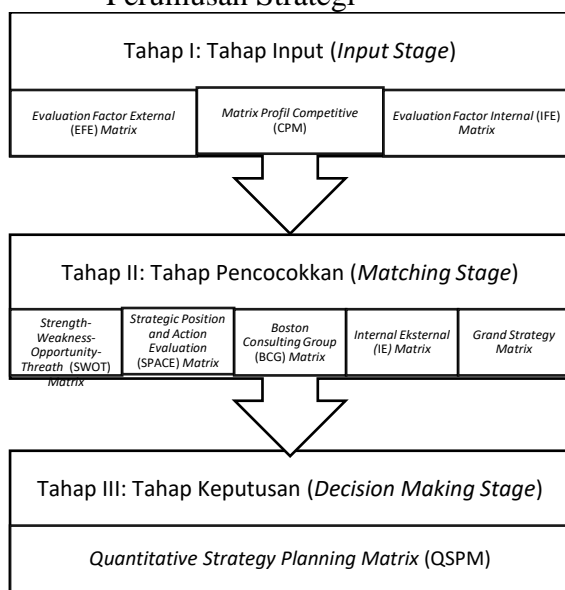 Perumusan Strategi
Tahap I: Tahap Input (Input Stage)
Evaluation Factor External
(EFE) Matrix
Matrix Profil Competitive
(CPM)
Evaluation Factor Internal (IFE)
Matrix
Tahap II: Tahap Pencocokkan (Matching Stage)
Strength-
Weakness-
Opportunity-
Threath (SWOT)
Matrix
Strategic Position
and Action
Evaluation
(SPACE) Matrix
Boston
Consulting Group
(BCG) Matrix
Internal Eksternal
(IE) Matrix
Grand Strategy
Matrix
Tahap III: Tahap Keputusan (Decision Making Stage)
Quantitative Strategy Planning Matrix (QSPM)